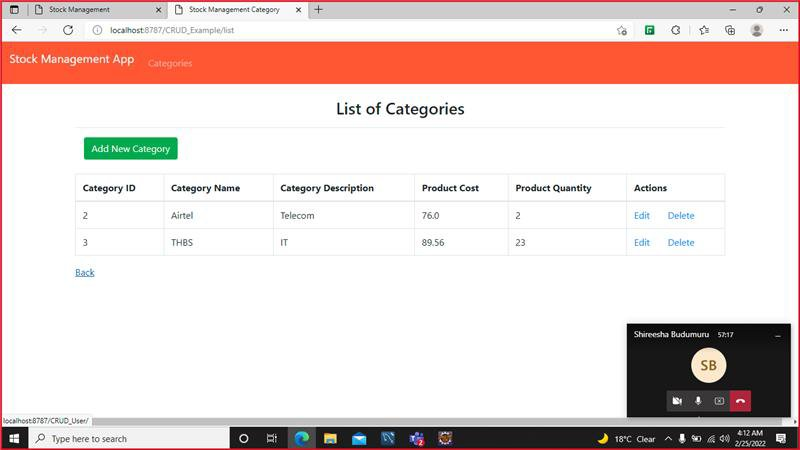 Stock Management
Stock Management Category
localhost:8787/CRUD_Example/list
Stock Management App
Categories
List of Categories
Add New Category
Category ID Category Name Category Description Product Cost Product Quantity Actions
2 Airtel Telecom 76.0 2 Edit Delete
3 THBS IT 89.56 23 Edit Delete
Back
Shireesha Budumuru 57:17
SB
localhost:8787/CRUD_User/
Type here to search
2
18°C Clear
4:12 AM
2/25/2022